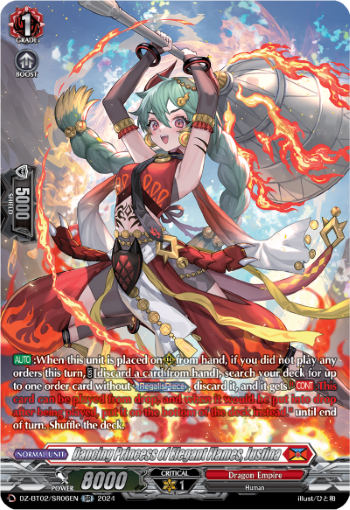 1
GRADE
BOOST
5000
SHIELD
AUTO:When this unit is placed on from hand, if you did not play any
orders this turn, [discard a card from hand], search your deck for up
to one order card without Regalis Piece, discard it, and it gets "CONT:This
card can be played from drop, and when it would be put into drop
after being played, put it on the bottom of the deck instead." until end
of turn. Shuffle the deck.
NORMAL UNIT
Dancing Princess of Elegant Flames, Justina
POWER 8000
CRITICAL
1
Dragon Empire
Human
DZ-BT02/SR06EN SR 2024
illust/ひと和